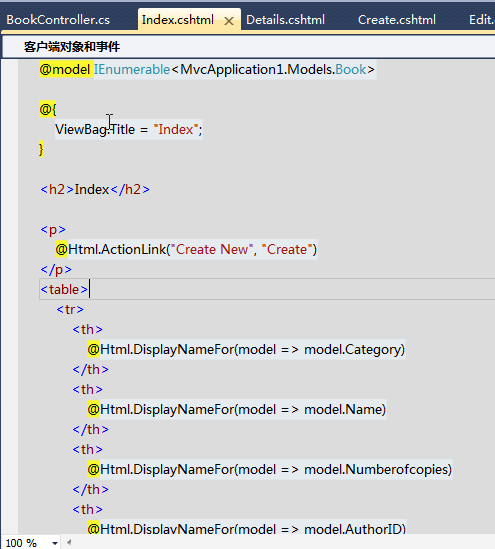 BookController.cs Index.cshtml Details.cshtml Create.cshtml Edit.
客户端对象和事件
@model IEnumerable<MvcApplication1.Models.Book>
@{
ViewBag.Title = "Index";
}
<h2>Index</h2>
<p>
@Html.ActionLink("Create New", "Create")
</p>
<table>
<tr>
<th>
@Html.DisplayNameFor(model => model.Category)
</th>
<th>
@Html.DisplayNameFor(model => model.Name)
</th>
<th>
@Html.DisplayNameFor(model => model.Numberofcopies)
</th>
<th>
@Html.DisplayNameFor(model => model.AuthorID)
100 %